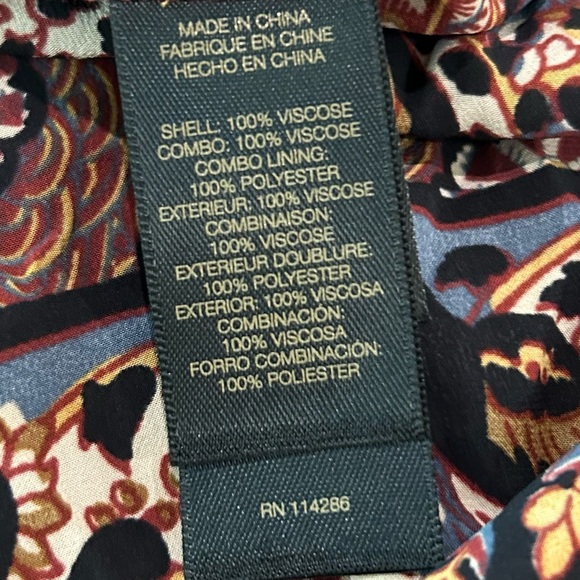 MADE IN CHINA
FABRIQUE EN CHINE
HECHO EN CHINA
SHELL: 100% VISCOSE
COMBO: 100% VISCOSE
COMBO LINING:
100% POLYESTER
EXTERIEUR: 100% VISCOSE
COMBINAISON:
100% VISCOSE
EXTERIEUR DOUBLURE:
100% POLYESTER
EXTERIOR: 100% VISCOSA
COMBINACIÓN:
100% VISCOSA
FORRO COMBINACIÓN:
100% POLIESTER
RN 114286